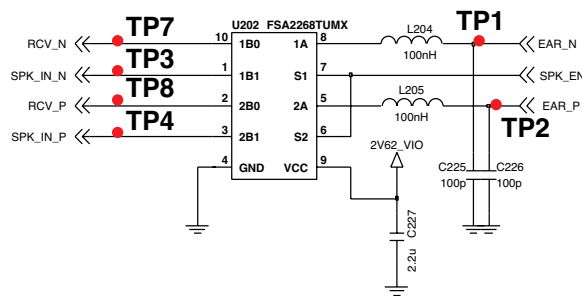 TP7 U202 FSA2268TUMX L204 TP1
RCV_N 10 1B0 1A 8 100nH EAR_N
TP3
SPK_IN_N 1 1B1 S1 7 SPK_EN
TP8 L205
RCV_P 2 2B0 2A 5 100nH EAR_P
TP4 TP2
SPK_IN_P 3 2B1 S2 6
2V62_VIO
4 GND VCC 9
C225 C226
100p 100p
C227
2.2u